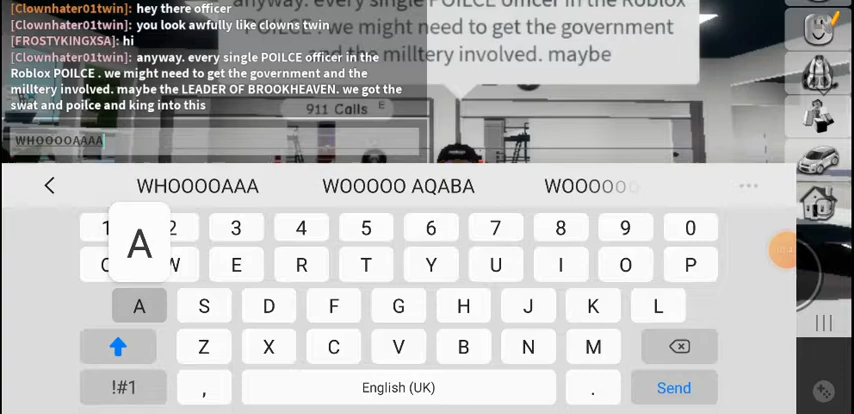 [Clownhater01twin]: hey there officer
[Clownhater01twin]: you look awfully like clowns twin
[FROSTYKINGXSA]: hi
[Clownhater01twin]: anyway. every single POILCE officer in the
Roblox POILCE . we might need to get the government and the
milltery involved. maybe the LEADER OF BROOKHEAVEN. we got the
swat and poilce and king into this
anyway. every single POILCE officer in the Roblox
POILCE . we might need to get the government
and the milltery involved. maybe
911 Calls E
WHOOOOAAAA
WHOOOOAAA WOOOOO AQABA WOOOOOO
A
1 2 3 4 5 6 7 8 9 0
W E R T Y U I O P
A S D F G H J K L
Z X C V B N M
!#1 , English (UK) . Send